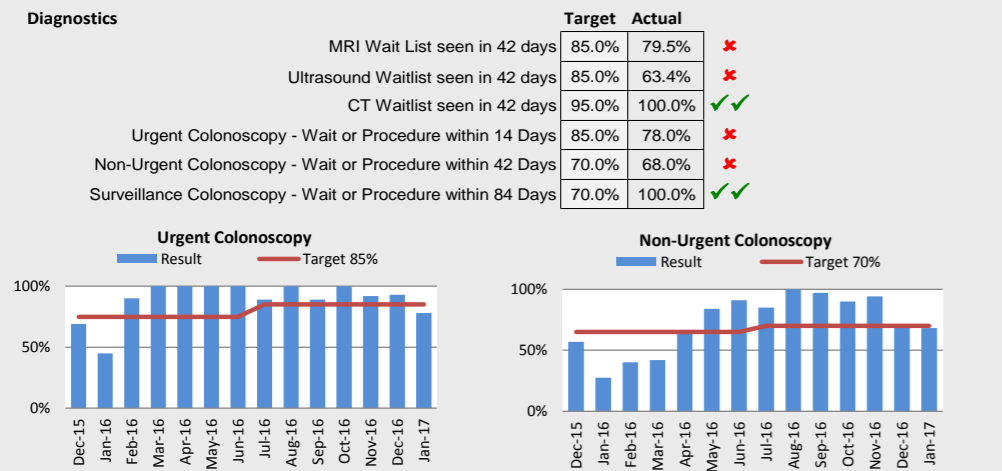 Diagnostics Target Actual
MRI Wait List seen in 42 days 85.0% 79.5% ✘
Ultrasound Waitlist seen in 42 days 85.0% 63.4% ✘
CT Waitlist seen in 42 days 95.0% 100.0% ✓✓
Urgent Colonoscopy - Wait or Procedure within 14 Days 85.0% 78.0% ✘
Non-Urgent Colonoscopy - Wait or Procedure within 42 Days 70.0% 68.0% ✘
Surveillance Colonoscopy - Wait or Procedure within 84 Days 70.0% 100.0% ✓✓
Urgent Colonoscopy
Result Target 85%
100%
50%
0%
Dec-15 Jan-16 Feb-16 Mar-16 Apr-16 May-16 Jun-16 Jul-16 Aug-16 Sep-16 Oct-16 Nov-16 Dec-16 Jan-17
Non-Urgent Colonoscopy
Result Target 70%
100%
50%
0%
Dec-15 Jan-16 Feb-16 Mar-16 Apr-16 May-16 Jun-16 Jul-16 Aug-16 Sep-16 Oct-16 Nov-16 Dec-16 Jan-17